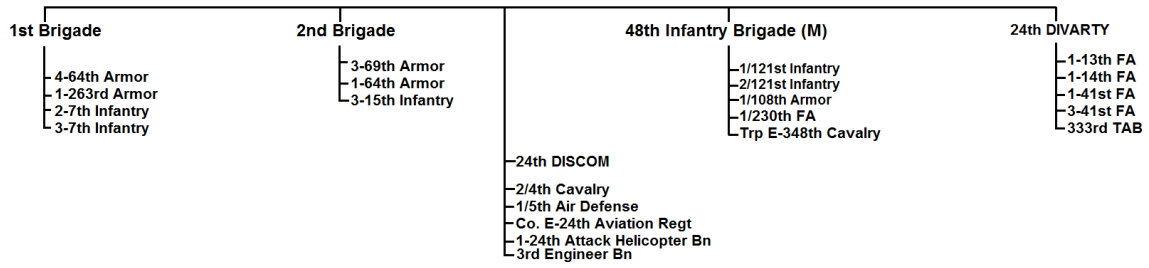 1st Brigade
4-64th Armor
1-263rd Armor
2-7th Infantry
3-7th Infantry
2nd Brigade
3-69th Armor
1-64th Armor
3-15th Infantry
24th DISCOM
2/4th Cavalry
1/5th Air Defense
Co. E-24th Aviation Regt
1-24th Attack Helicopter Bn
3rd Engineer Bn
48th Infantry Brigade (M)
1/121st Infantry
2/121st Infantry
1/108th Armor
1/230th FA
Trp E-348th Cavalry
24th DIVARTY
1-13th FA
1-14th FA
1-41st FA
3-41st FA
333rd TAB